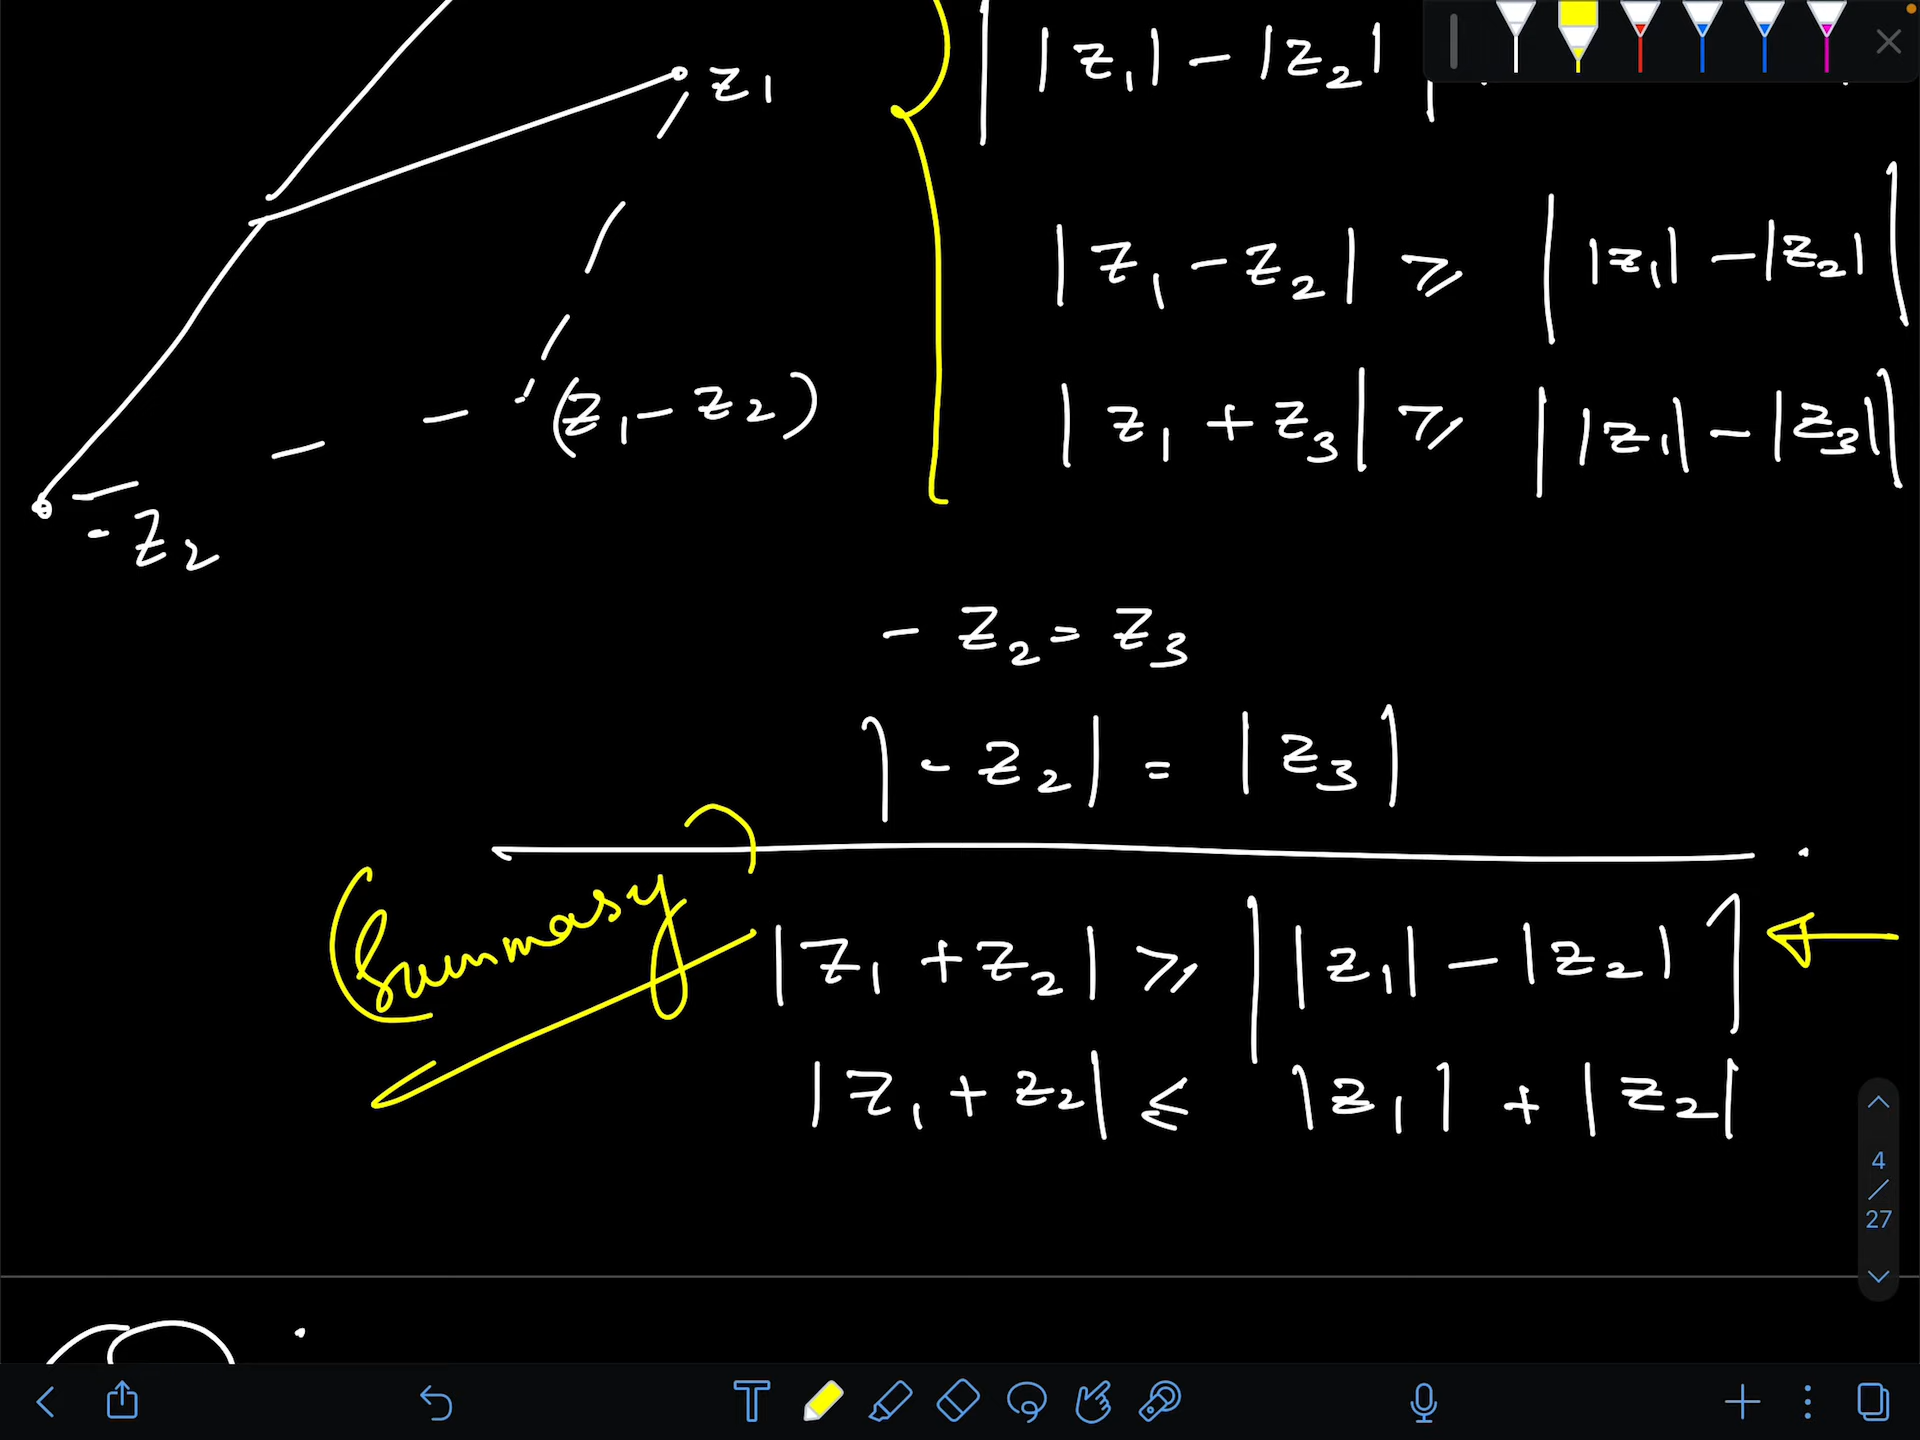 z1
| |z1| - |z2| |
|z1 - z2| ⩾ | |z1| - |z2| |
(z1 - z2)
|z1 + z3| ⩾ | |z1| - |z3| |
- z2
- z2 = z3
|- z2| = |z3|
Summary
|z1 + z2| ⩾ | |z1| - |z2| |
|z1 + z2| ⩽ |z1| + |z2|
4
/
27
T